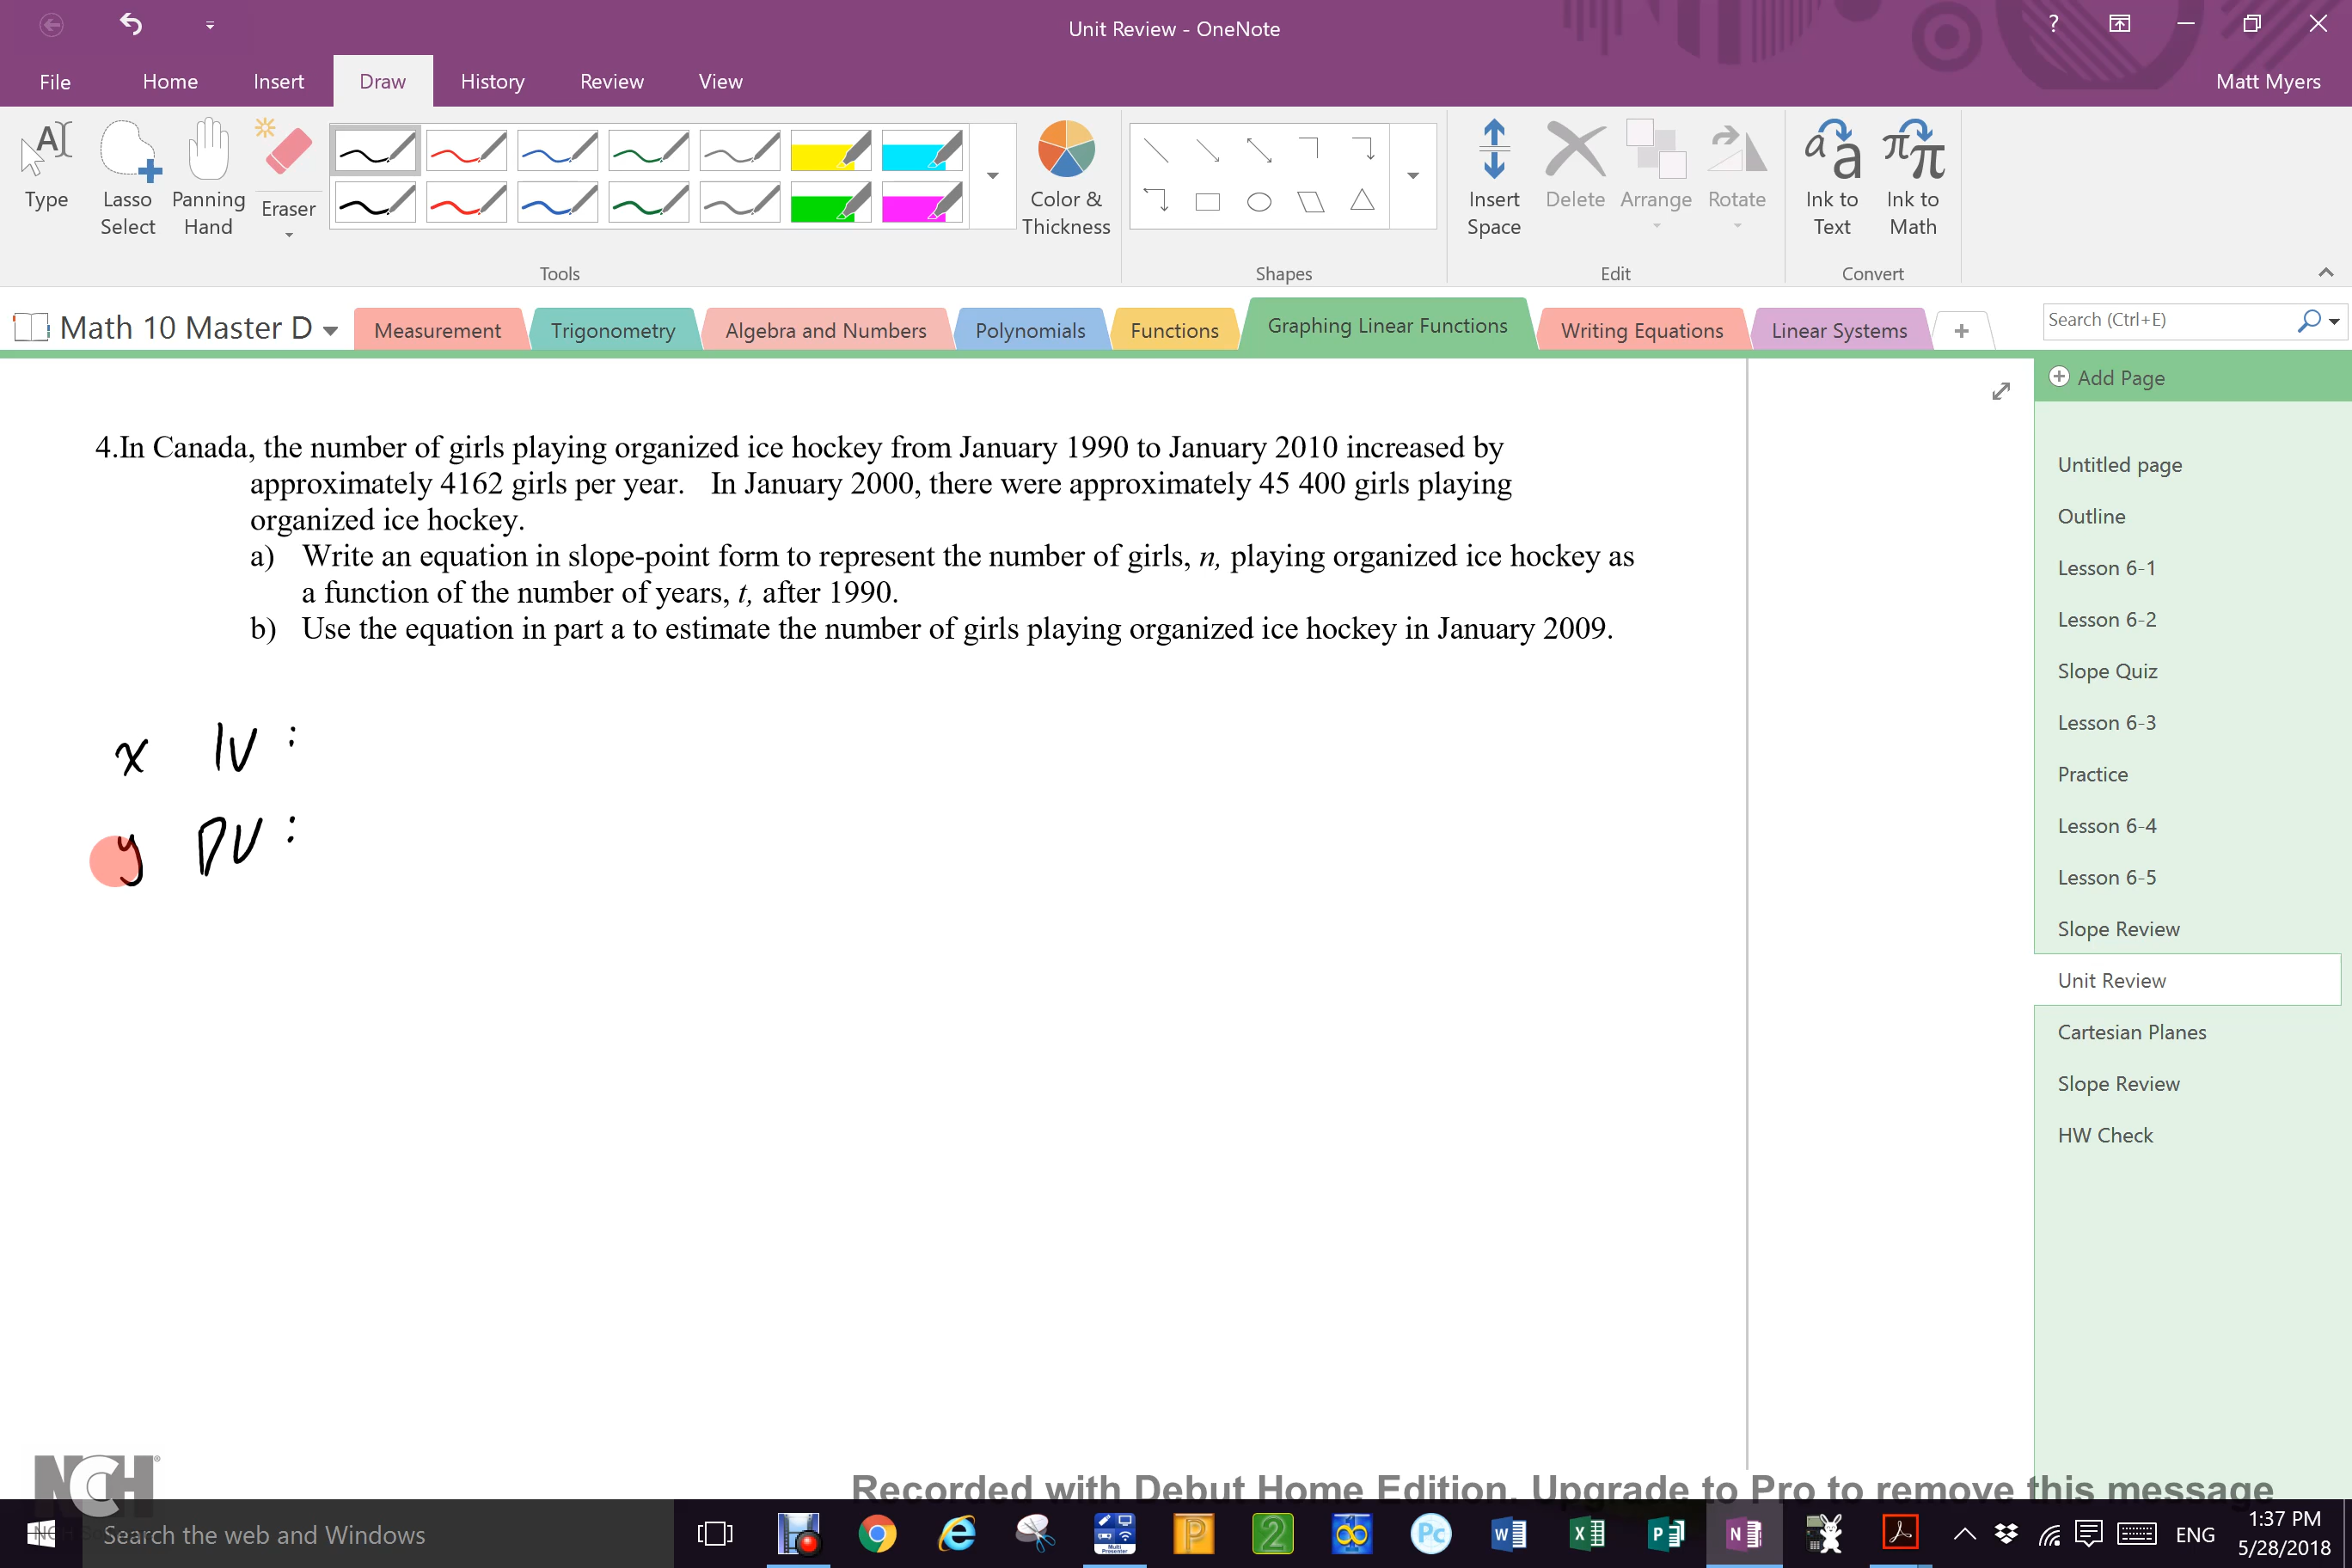 Unit Review - OneNote
?
File Home Insert Draw History Review View Matt Myers
Type
Lasso Select
Panning Hand
Eraser
Color & Thickness
Insert Space
Delete
Arrange
Rotate
Ink to Text
Ink to Math
Tools Shapes Edit Convert
Math 10 Master D
Measurement Trigonometry Algebra and Numbers Polynomials Functions Graphing Linear Functions Writing Equations Linear Systems +
Search (Ctrl+E)
Add Page
Untitled page
Outline
Lesson 6-1
Lesson 6-2
Slope Quiz
Lesson 6-3
Practice
Lesson 6-4
Lesson 6-5
Slope Review
Unit Review
Cartesian Planes
Slope Review
HW Check
4.In Canada, the number of girls playing organized ice hockey from January 1990 to January 2010 increased by
approximately 4162 girls per year. In January 2000, there were approximately 45 400 girls playing
organized ice hockey.
a) Write an equation in slope-point form to represent the number of girls, n, playing organized ice hockey as
a function of the number of years, t, after 1990.
b) Use the equation in part a to estimate the number of girls playing organized ice hockey in January 2009.
x IV :
y DV :
NCH
Recorded with Debut Home Edition. Upgrade to Pro to remove this message
Search the web and Windows
ENG
1:37 PM
5/28/2018